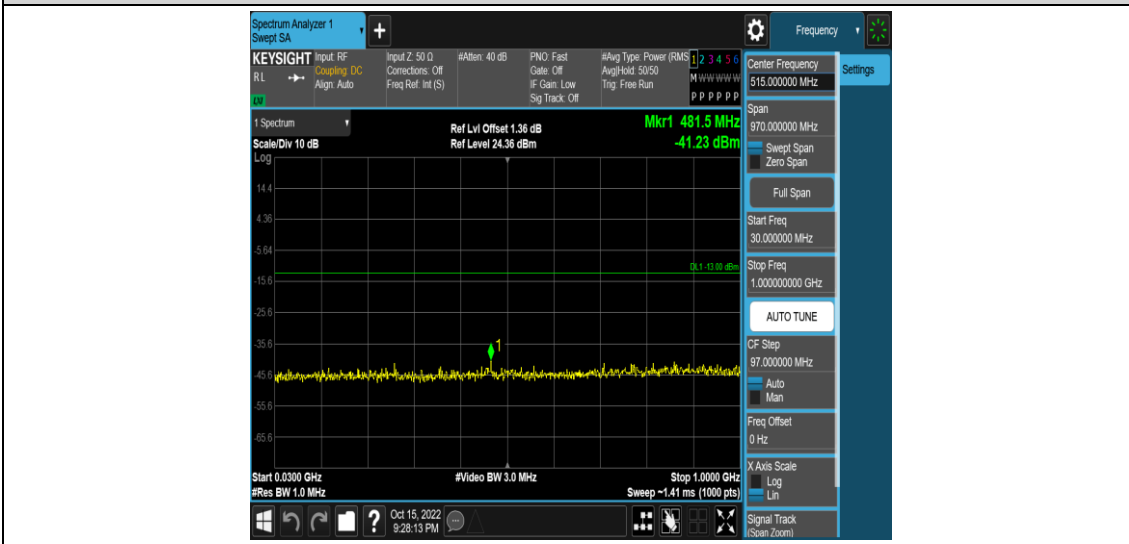 Spectrum Analyzer 1
Swept SA
+
Frequency
KEYSIGHT
RL
Input: RF
Coupling: DC
Align: Auto
Input Z: 50 Ω
Corrections: Off
Freq Ref: Int (S)
#Atten: 40 dB
PNO: Fast
Gate: Off
IF Gain: Low
Sig Track: Off
#Avg Type: Power (RMS
Avg|Hold: 50/50
Trig: Free Run
1 2 3 4 5 6
M W W W W W
P P P P P P
1 Spectrum
Scale/Div 10 dB
Ref Lvl Offset 1.36 dB
Ref Level 24.36 dBm
Mkr1 481.5 MHz
-41.23 dBm
Log
14.4
4.36
-5.64
DL1 -13.00 dBm
-15.6
-25.6
-35.6
1
-45.6
-55.6
-65.6
Start 0.0300 GHz
#Res BW 1.0 MHz
#Video BW 3.0 MHz
Stop 1.0000 GHz
Sweep ~1.41 ms (1000 pts)
?
Oct 15, 2022
9:28:13 PM
Center Frequency
515.000000 MHz
Settings
Span
970.000000 MHz
Swept Span
Zero Span
Full Span
Start Freq
30.000000 MHz
Stop Freq
1.000000000 GHz
AUTO TUNE
CF Step
97.000000 MHz
Auto
Man
Freq Offset
0 Hz
X Axis Scale
Log
Lin
Signal Track
(Span Zoom)